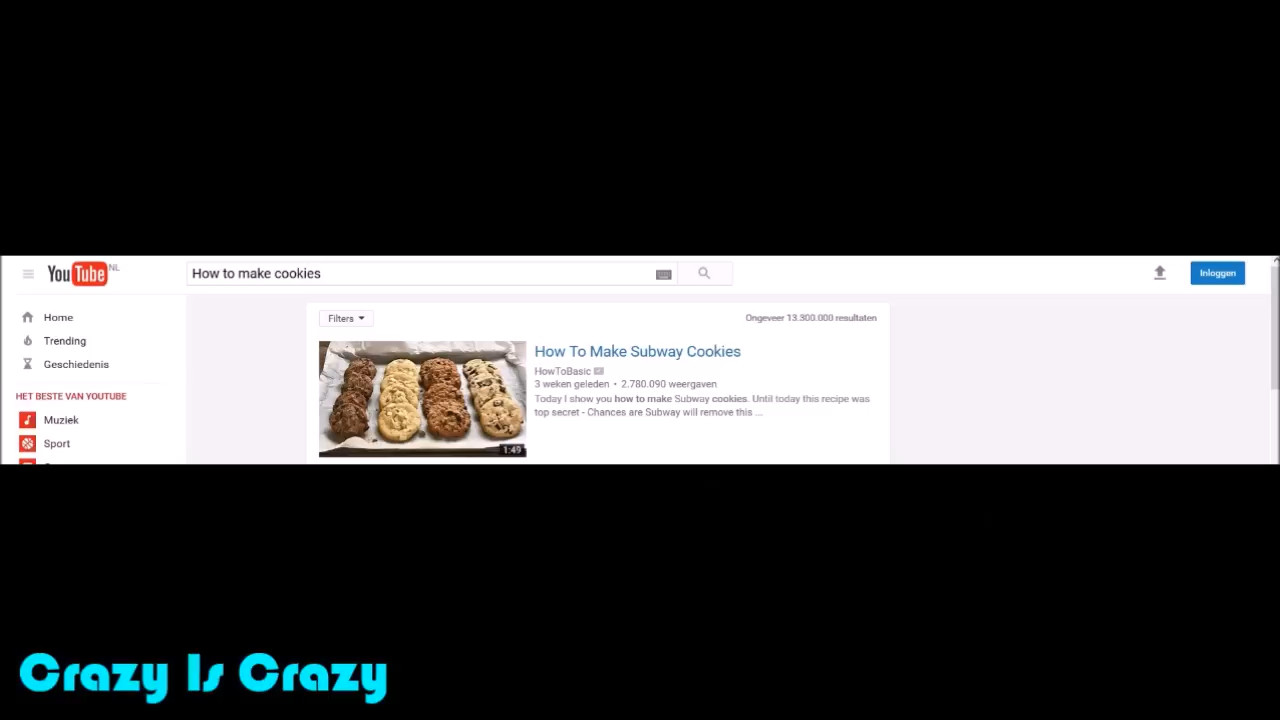 YouTube NL
How to make cookies
Inloggen
Home
Trending
Geschiedenis
HET BESTE VAN YOUTUBE
Muziek
Sport
Filters
Ongeveer 13.300.000 resultaten
1:49
How To Make Subway Cookies
HowToBasic
3 weken geleden • 2.780.090 weergaven
Today I show you how to make Subway cookies. Until today this recipe was
top secret - Chances are Subway will remove this ...
Crazy Is Crazy